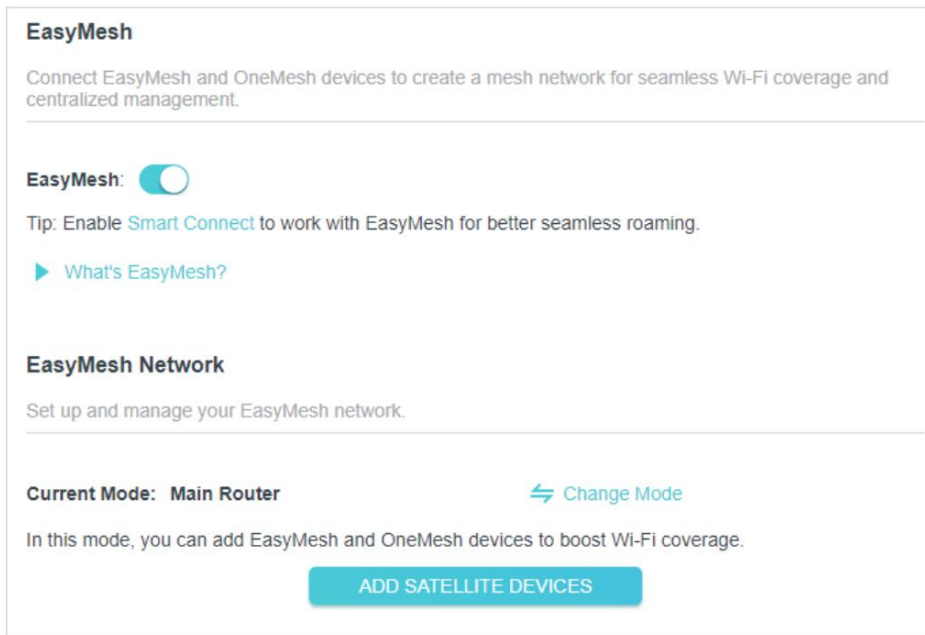 EasyMesh
Connect EasyMesh and OneMesh devices to create a mesh network for seamless Wi-Fi coverage and
centralized management.
EasyMesh:
Tip: Enable Smart Connect to work with EasyMesh for better seamless roaming.
What's EasyMesh?
EasyMesh Network
Set up and manage your EasyMesh network.
Current Mode: Main Router Change Mode
In this mode, you can add EasyMesh and OneMesh devices to boost Wi-Fi coverage.
ADD SATELLITE DEVICES